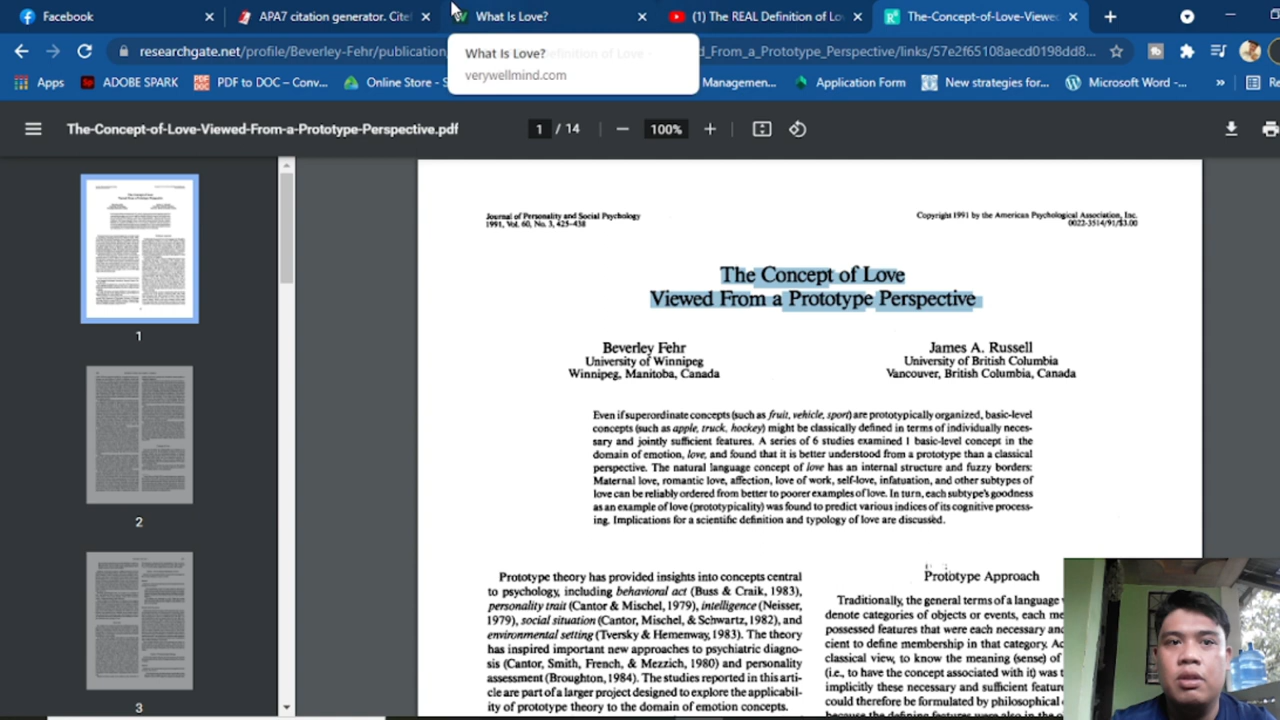 Facebook
APA7 citation generator. Cite
What Is Love?
(1) The REAL Definition of Lo
The-Concept-of-Love-Viewed-
researchgate.net/profile/Beverley-Fehr/publication
d_From_a_Prototype_Perspective/links/57e2f65108aecd0198dd8...
What Is Love?
verywellmind.com
Apps
ADOBE SPARK
PDF to DOC – Conv...
Online Store - S
Managemen...
Application Form
New strategies for...
Microsoft Word -...
»
Re
The-Concept-of-Love-Viewed-From-a-Prototype-Perspective.pdf
1 / 14
100%
1
2
3
Journal of Personality and Social Psychology
1991, Vol. 60, No. 3, 425-438
Copyright 1991 by the American Psychological Association, Inc.
0022-3514/91/$3.00
The Concept of Love
Viewed From a Prototype Perspective
Beverley Fehr
University of Winnipeg
Winnipeg, Manitoba, Canada
James A. Russell
University of British Columbia
Vancouver, British Columbia, Canada
Even if superordinate concepts (such as fruit, vehicle, sport) are prototypically organized, basic-level
concepts (such as apple, truck, hockey) might be classically defined in terms of individually neces-
sary and jointly sufficient features. A series of 6 studies examined 1 basic-level concept in the
domain of emotion, love, and found that it is better understood from a prototype than a classical
perspective. The natural language concept of love has an internal structure and fuzzy borders:
Maternal love, romantic love, affection, love of work, self-love, infatuation, and other subtypes of
love can be reliably ordered from better to poorer examples of love. In turn, each subtype's goodness
as an example of love (prototypicality) was found to predict various indices of its cognitive process-
ing. Implications for a scientific definition and typology of love are discussed.
Prototype theory has provided insights into concepts central
to psychology, including behavioral act (Buss & Craik, 1983),
personality trait (Cantor & Mischel, 1979), intelligence (Neisser,
1979), social situation (Cantor, Mischel, & Schwartz, 1982), and
environmental setting (Tversky & Hemenway, 1983). The theory
has inspired important new approaches to psychiatric diagno-
sis (Cantor, Smith, French, & Mezzich, 1980) and personality
assessment (Broughton, 1984). The studies reported in this arti-
cle are part of a larger project designed to explore the applicabil-
ity of prototype theory to the domain of emotion concepts.
Prototype Approach
Traditionally, the general terms of a language
denote categories of objects or events, each me
possessed features that were each necessary and
cient to define membership in that category. Ac
classical view, to know the meaning (sense) of
(i.e., to have the concept associated with it) was t
implicitly these necessary and sufficient featur
could therefore be formulated by philosophical
because the defining features were also in the